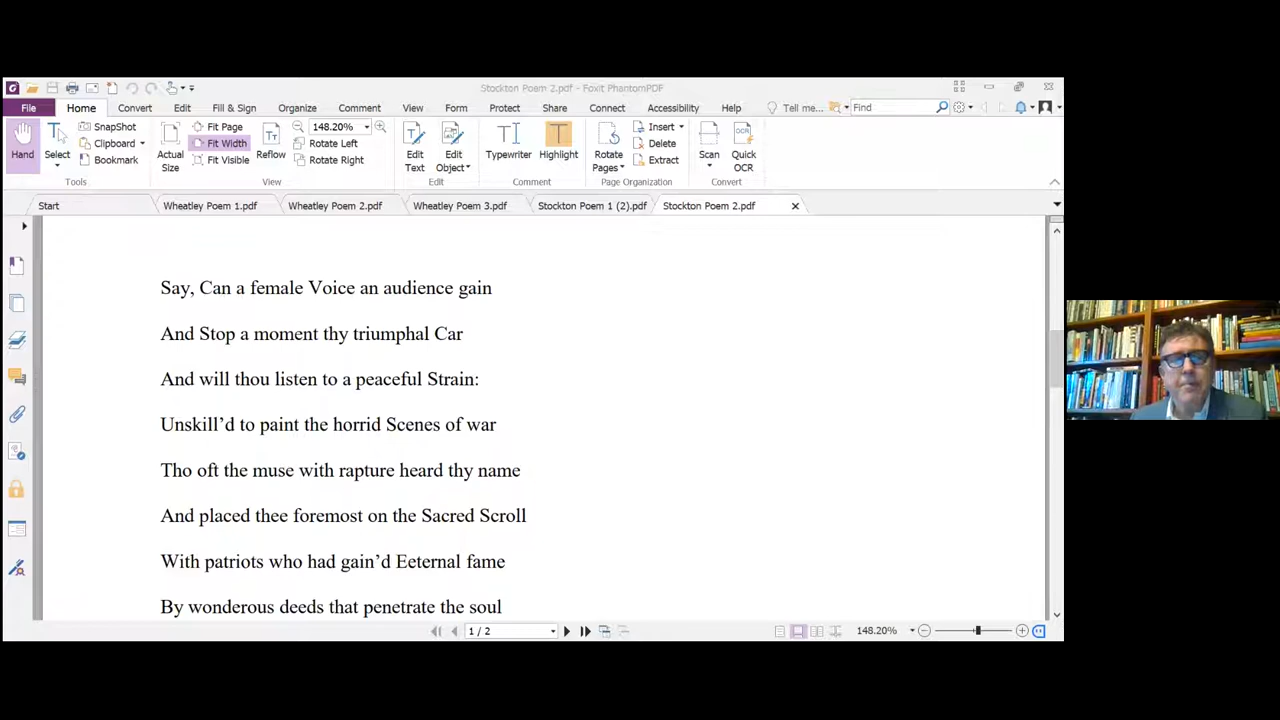 Stockton Poem 2.pdf - Foxit PhantomPDF
File Home Convert Edit Fill & Sign Organize Comment View Form Protect Share Connect Accessibility Help Tell me... Find
Hand
Select
SnapShot
Clipboard
Bookmark
Tools
Actual Size
Fit Page
Fit Width
Fit Visible
Reflow
148.20%
Rotate Left
Rotate Right
View
Edit Text
Edit Object
Edit
Typewriter
Highlight
Comment
Rotate Pages
Insert
Delete
Extract
Page Organization
Scan
Quick OCR
Convert
Start Wheatley Poem 1.pdf Wheatley Poem 2.pdf Wheatley Poem 3.pdf Stockton Poem 1 (2).pdf Stockton Poem 2.pdf
Say, Can a female Voice an audience gain
And Stop a moment thy triumphal Car
And will thou listen to a peaceful Strain:
Unskill’d to paint the horrid Scenes of war
Tho oft the muse with rapture heard thy name
And placed thee foremost on the Sacred Scroll
With patriots who had gain’d Eeternal fame
By wonderous deeds that penetrate the soul
1 / 2
148.20%